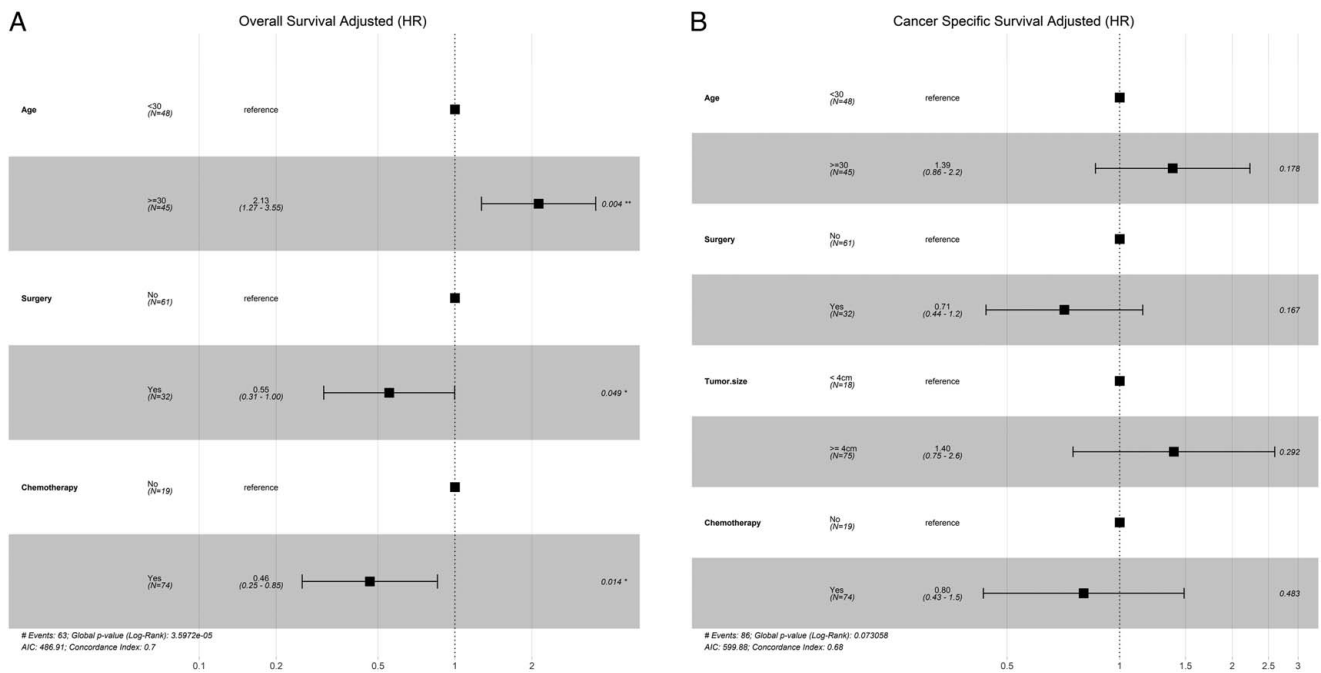 A
Overall Survival Adjusted (HR)
Age
<30
(N=48)
reference
>=30
(N=45)
2.13
(1.27 - 3.55)
0.004 **
Surgery
No
(N=61)
reference
Yes
(N=32)
0.55
(0.31 - 1.00)
0.049 *
Chemotherapy
No
(N=19)
reference
Yes
(N=74)
0.46
(0.25 - 0.85)
0.014 *
# Events: 63; Global p-value (Log-Rank): 3.5972e-05
AIC: 486.91; Concordance Index: 0.7
0.1 0.2 0.5 1 2
B
Cancer Specific Survival Adjusted (HR)
Age
<30
(N=48)
reference
>=30
(N=45)
1.39
(0.86 - 2.2)
0.178
Surgery
No
(N=61)
reference
Yes
(N=32)
0.71
(0.44 - 1.2)
0.167
Tumor.size
< 4cm
(N=18)
reference
>= 4cm
(N=75)
1.40
(0.75 - 2.6)
0.292
Chemotherapy
No
(N=19)
reference
Yes
(N=74)
0.80
(0.43 - 1.5)
0.483
# Events: 86; Global p-value (Log-Rank): 0.073058
AIC: 599.88; Concordance Index: 0.68
0.5 1 1.5 2 2.5 3